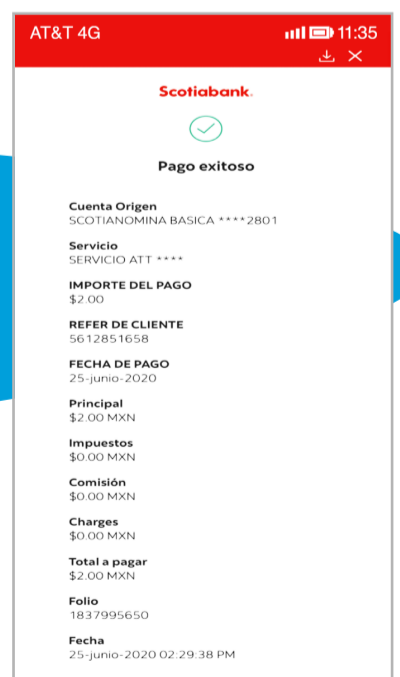 AT&T 4G 11:35
Scotiabank.
Pago exitoso
Cuenta Origen
SCOTIANOMINA BASICA ****2801
Servicio
SERVICIO ATT ****
IMPORTE DEL PAGO
$2.00
REFER DE CLIENTE
5612851658
FECHA DE PAGO
25-junio-2020
Principal
$2.00 MXN
Impuestos
$0.00 MXN
Comisión
$0.00 MXN
Charges
$0.00 MXN
Total a pagar
$2.00 MXN
Folio
1837995650
Fecha
25-junio-2020 02:29:38 PM